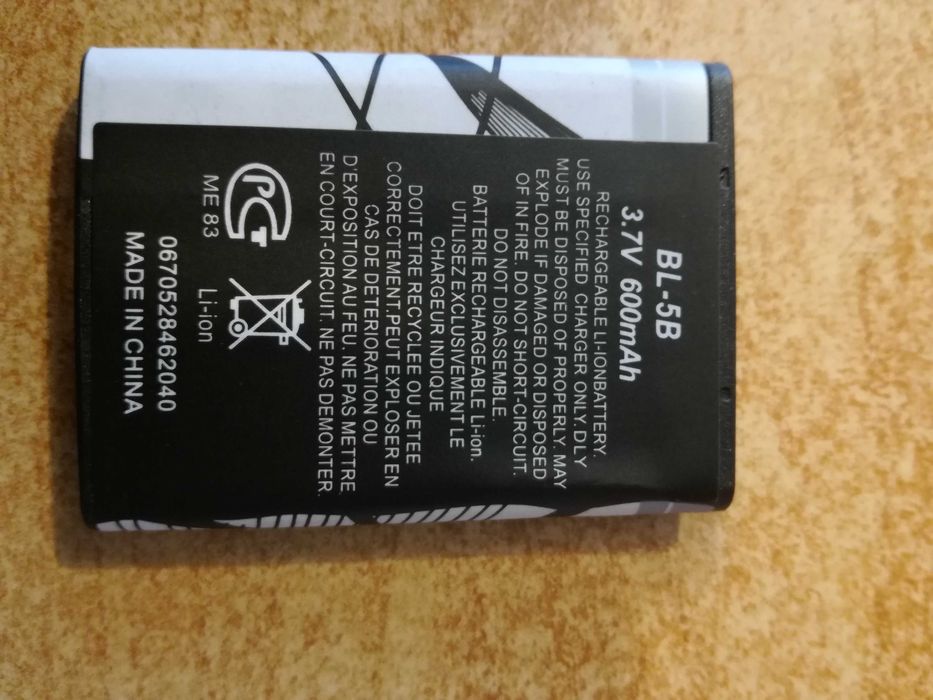 BL-5B
3.7V 600mAh
RECHARGEABLE LI-IONBATTERY.
USE SPECIFIED CHARGER ONLY. DLY
MUST BE DISPOSED OF PROPERLY. MAY
EXPLODE IF DAMAGED OR DISPOSED
OF IN FIRE. DO NOT SHORT-CIRCUIT.
DO NOT DISASSEMBLE.
BATTERIE RECHARGEABLE Li-ion.
UTILISEZ EXCLUSIVEMENT LE
CHARGEUR INDIQUE
DOIT ETRE RECYCLEE OU JETEE
CORRECTEMENT.PEUT EXPLOSER EN
CAS DE DETERIORATION OU
D'EXPOSITION AU FEU. NE PAS METTRE
EN COURT-CIRCUIT. NE PAS DEMONTER.
PCT
ME 83
Li-ion
0670528462040
MADE IN CHINA